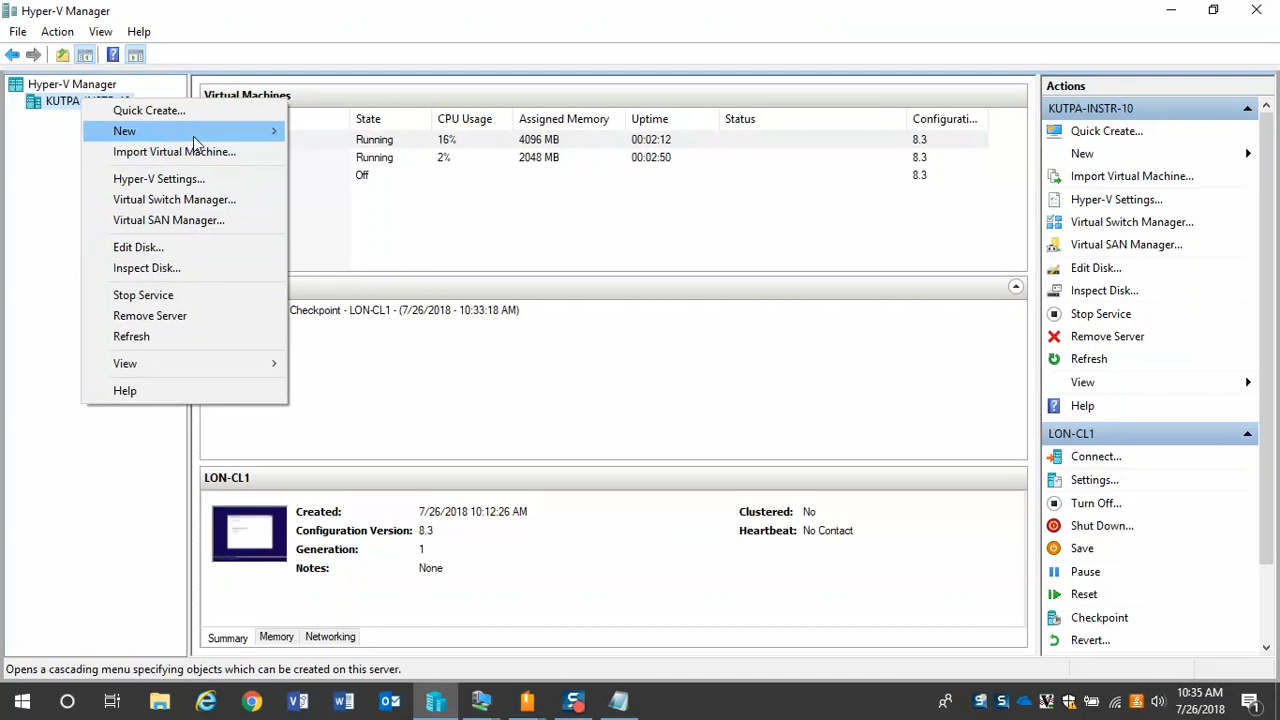 Hyper-V Manager
File Action View Help
Hyper-V Manager
KUTPA-INSTR-10
Quick Create...
New
Import Virtual Machine...
Hyper-V Settings...
Virtual Switch Manager...
Virtual SAN Manager...
Edit Disk...
Inspect Disk...
Stop Service
Remove Server
Refresh
View
Help
Virtual Machines
State CPU Usage Assigned Memory Uptime Status Configurati...
Running 16% 4096 MB 00:02:12 8.3
Running 2% 2048 MB 00:02:50 8.3
Off 8.3
Checkpoint - LON-CL1 - (7/26/2018 - 10:33:18 AM)
LON-CL1
Created: 7/26/2018 10:12:26 AM Clustered: No
Configuration Version: 8.3 Heartbeat: No Contact
Generation: 1
Notes: None
Summary Memory Networking
Actions
KUTPA-INSTR-10
Quick Create...
New
Import Virtual Machine...
Hyper-V Settings...
Virtual Switch Manager...
Virtual SAN Manager...
Edit Disk...
Inspect Disk...
Stop Service
Remove Server
Refresh
View
Help
LON-CL1
Connect...
Settings...
Turn Off...
Shut Down...
Save
Pause
Reset
Checkpoint
Revert...
Opens a cascading menu specifying objects which can be created on this server.
10:35 AM
7/26/2018